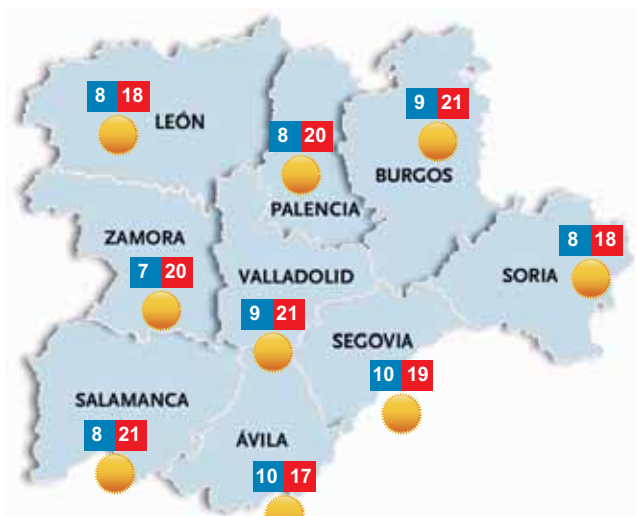 8 18
LEÓN
8 20
PALENCIA
9 21
BURGOS
ZAMORA
7 20
VALLADOLID
9 21
8 18
SORIA
SEGOVIA
10 19
SALAMANCA
8 21
ÁVILA
10 17